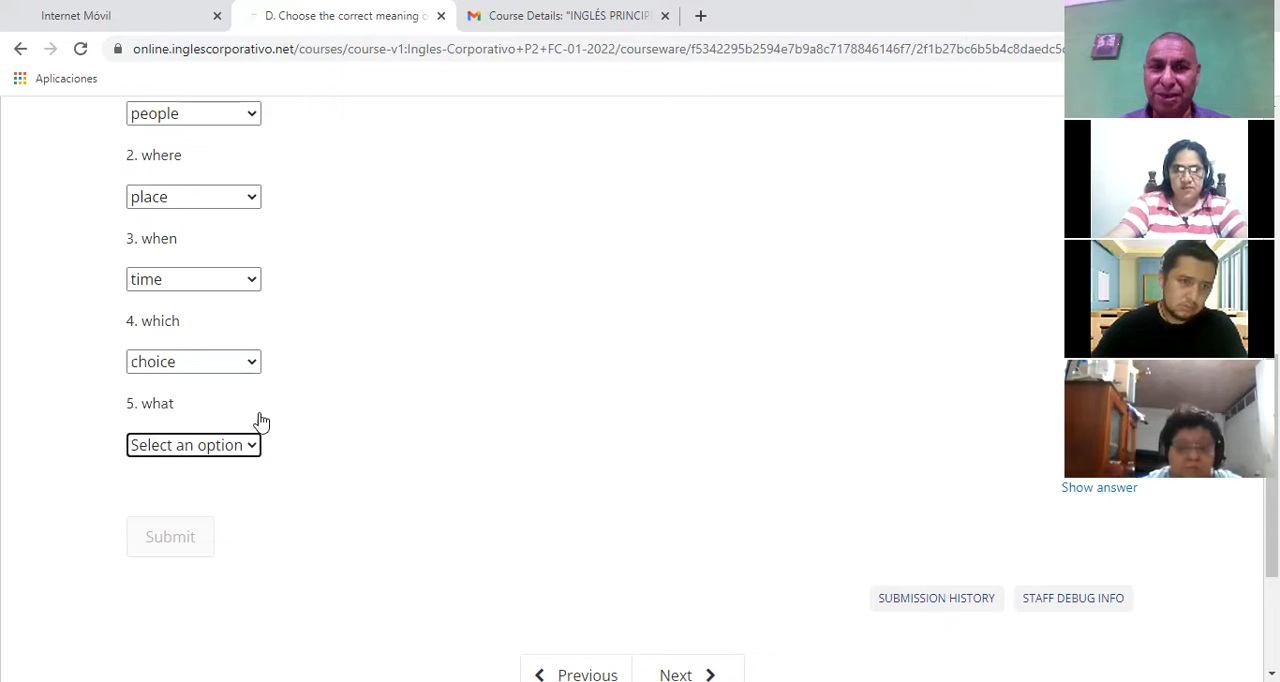 Internet Móvil
D. Choose the correct meaning o
Course Details: "INGLÉS PRINCIP
online.inglescorporativo.net/courses/course-v1:Ingles-Corporativo+P2+FC-01-2022/courseware/f5342295b2594e7b9a8c7178846146f7/2f1b27bc6b5b4c8daedc5c
Aplicaciones
people
2. where
place
3. when
time
4. which
choice
5. what
Select an option
Show answer
Submit
SUBMISSION HISTORY
STAFF DEBUG INFO
Previous
Next